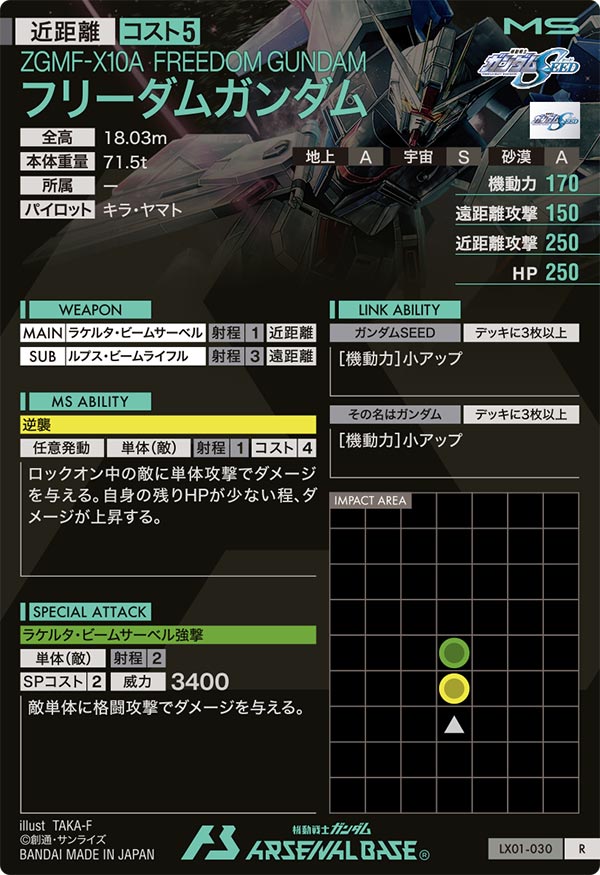 近距離 コスト5 MS
ZGMF-X10A FREEDOM GUNDAM
フリーダムガンダム
機動戦士 ガンダム SEED
全高 18.03m
本体重量 71.5t
所属 —
パイロット キラ・ヤマト
地上 A 宇宙 S 砂漠 A
機動力 170
遠距離攻撃 150
近距離攻撃 250
HP 250
WEAPON
MAIN ラケルタ・ビームサーベル 射程 1 近距離
SUB ルプス・ビームライフル 射程 3 遠距離
MS ABILITY
逆襲
任意発動 単体(敵) 射程 1 コスト 4
ロックオン中の敵に単体攻撃でダメージ
を与える。自身の残りHPが少ない程、ダ
メージが上昇する。
SPECIAL ATTACK
ラケルタ・ビームサーベル強撃
単体(敵) 射程 2
SPコスト 2 威力 3400
敵単体に格闘攻撃でダメージを与える。
LINK ABILITY
ガンダムSEED デッキに3枚以上
[機動力]小アップ
その名はガンダム デッキに3枚以上
[機動力]小アップ
IMPACT AREA
illust TAKA-F
©創通・サンライズ
BANDAI MADE IN JAPAN
機動戦士ガンダム
ARSENAL BASE®
LX01-030 R